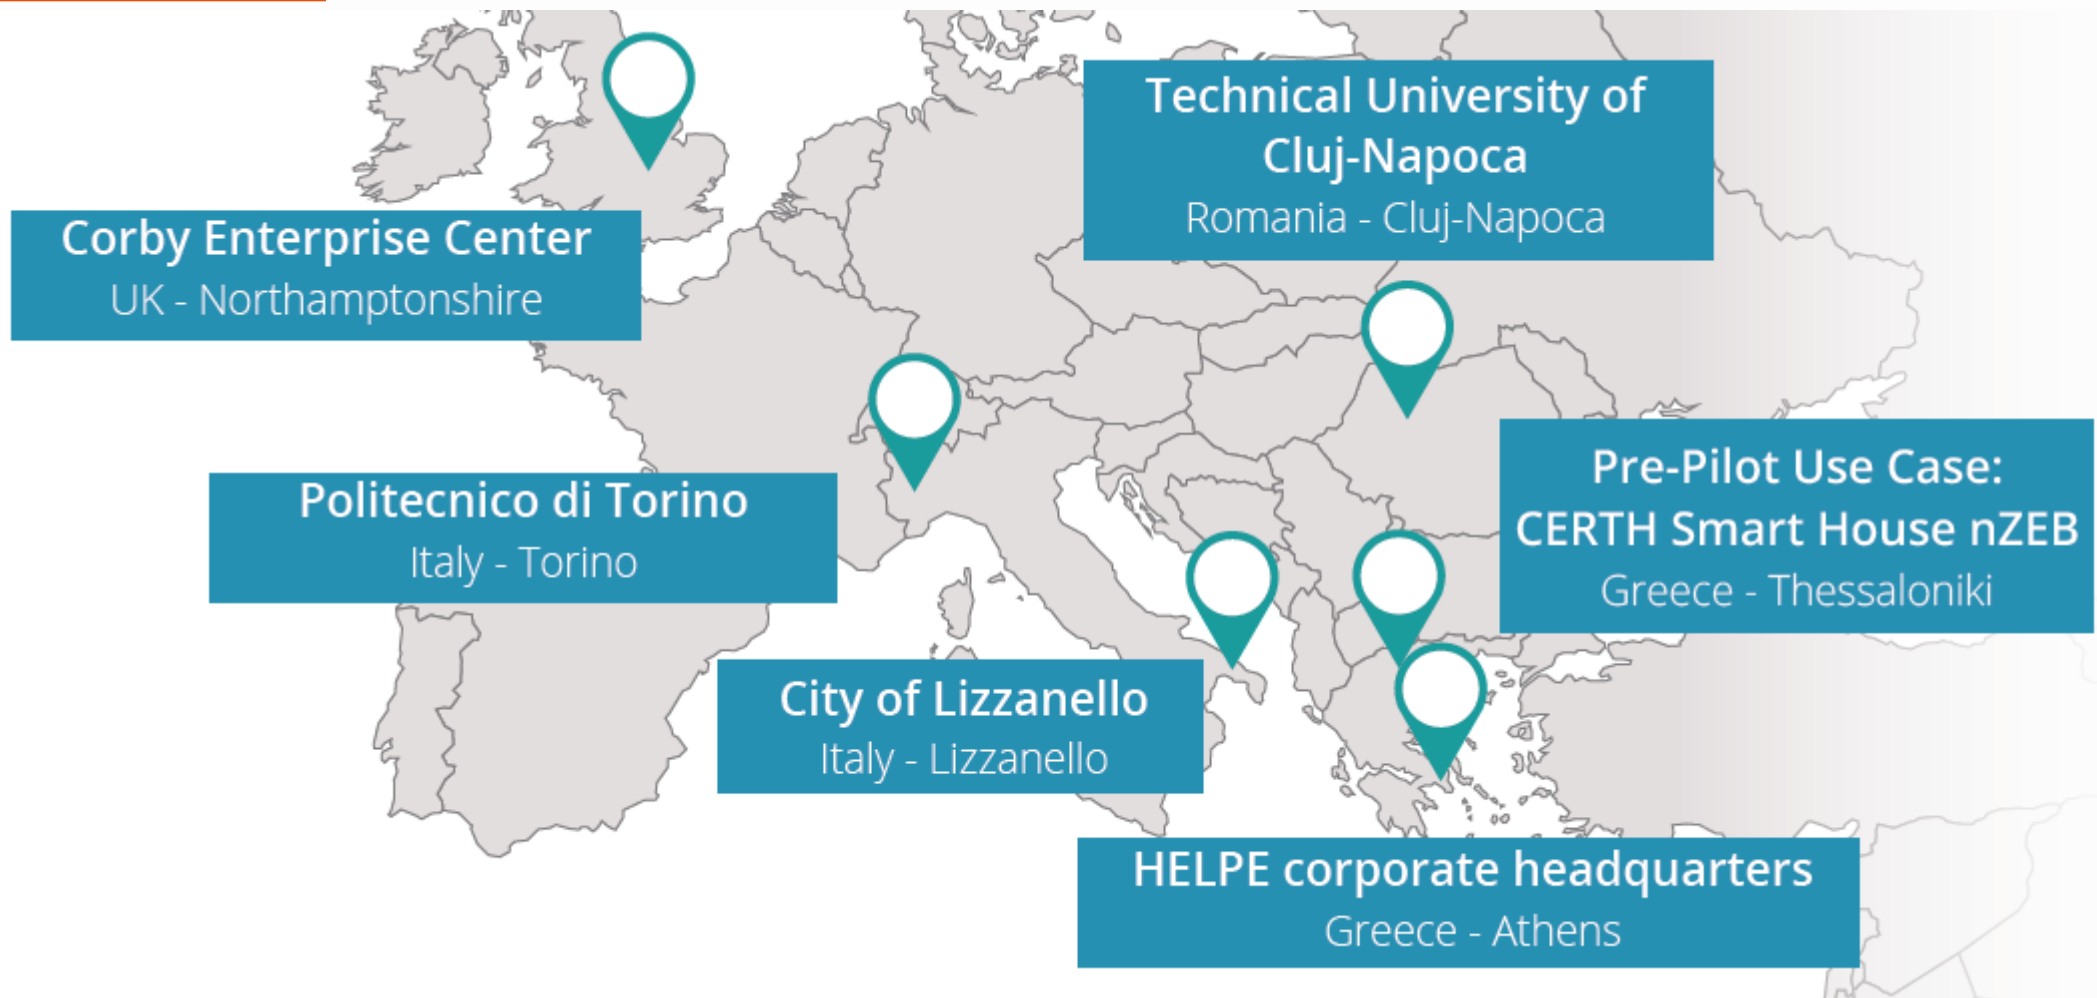 Technical University of
Cluj-Napoca
Romania - Cluj-Napoca
Corby Enterprise Center
UK - Northamptonshire
Pre-Pilot Use Case:
CERTH Smart House nZEB
Greece - Thessaloniki
Politecnico di Torino
Italy - Torino
City of Lizzanello
Italy - Lizzanello
HELPE corporate headquarters
Greece - Athens